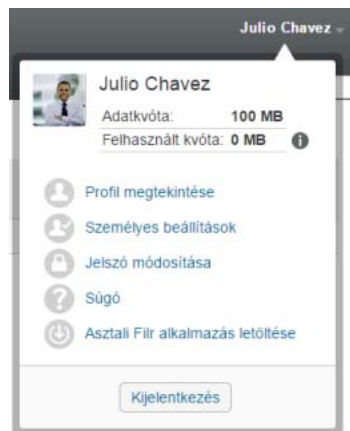 Julio Chavez
Julio Chavez
Adatkvóta: 100 MB
Felhasznált kvóta: 0 MB
Profil megtekintése
Személyes beállítások
Jelszó módosítása
Súgó
Asztali Filr alkalmazás letöltése
Kijelentkezés